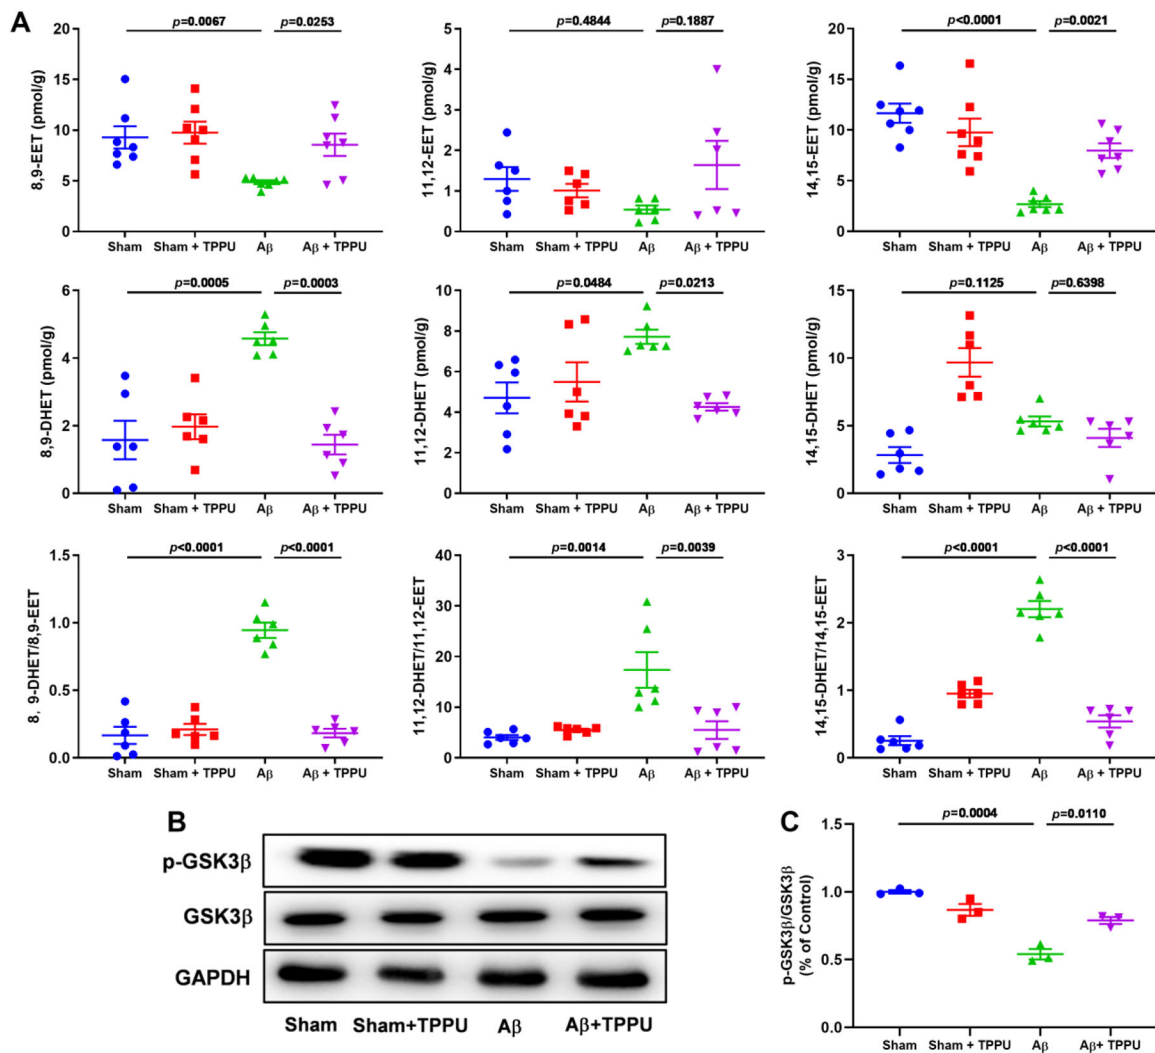 A
p=0.0067 p=0.0253
8,9-EET (pmol/g)
20
15
10
5
0
Sham Sham + TPPU Aβ Aβ + TPPU
p=0.4844 p=0.1887
11,12-EET (pmol/g)
5
4
3
2
1
0
Sham Sham + TPPU Aβ Aβ + TPPU
p<0.0001 p=0.0021
14,15-EET (pmol/g)
20
15
10
5
0
Sham Sham + TPPU Aβ Aβ + TPPU
p=0.0005 p=0.0003
8,9-DHET (pmol/g)
6
4
2
0
Sham Sham + TPPU Aβ Aβ + TPPU
p=0.0484 p=0.0213
11,12-DHET (pmol/g)
10
8
6
4
2
0
Sham Sham + TPPU Aβ Aβ + TPPU
p=0.1125 p=0.6398
14,15-DHET (pmol/g)
15
10
5
0
Sham Sham + TPPU Aβ Aβ + TPPU
p<0.0001 p<0.0001
8, 9-DHET/8,9-EET
1.5
1.0
0.5
0.0
Sham Sham + TPPU Aβ Aβ + TPPU
p=0.0014 p=0.0039
11,12-DHET/11,12-EET
40
30
20
10
0
Sham Sham + TPPU Aβ Aβ + TPPU
p<0.0001 p<0.0001
14,15-DHET/14,15-EET
3
2
1
0
Sham Sham + TPPU Aβ Aβ + TPPU
B
p-GSK3β
GSK3β
GAPDH
Sham Sham+TPPU Aβ Aβ+TPPU
C
p=0.0004 p=0.0110
p-GSK3β/GSK3β
(% of Control)
1.5
1.0
0.5
0.0
Sham Sham + TPPU Aβ Aβ+ TPPU